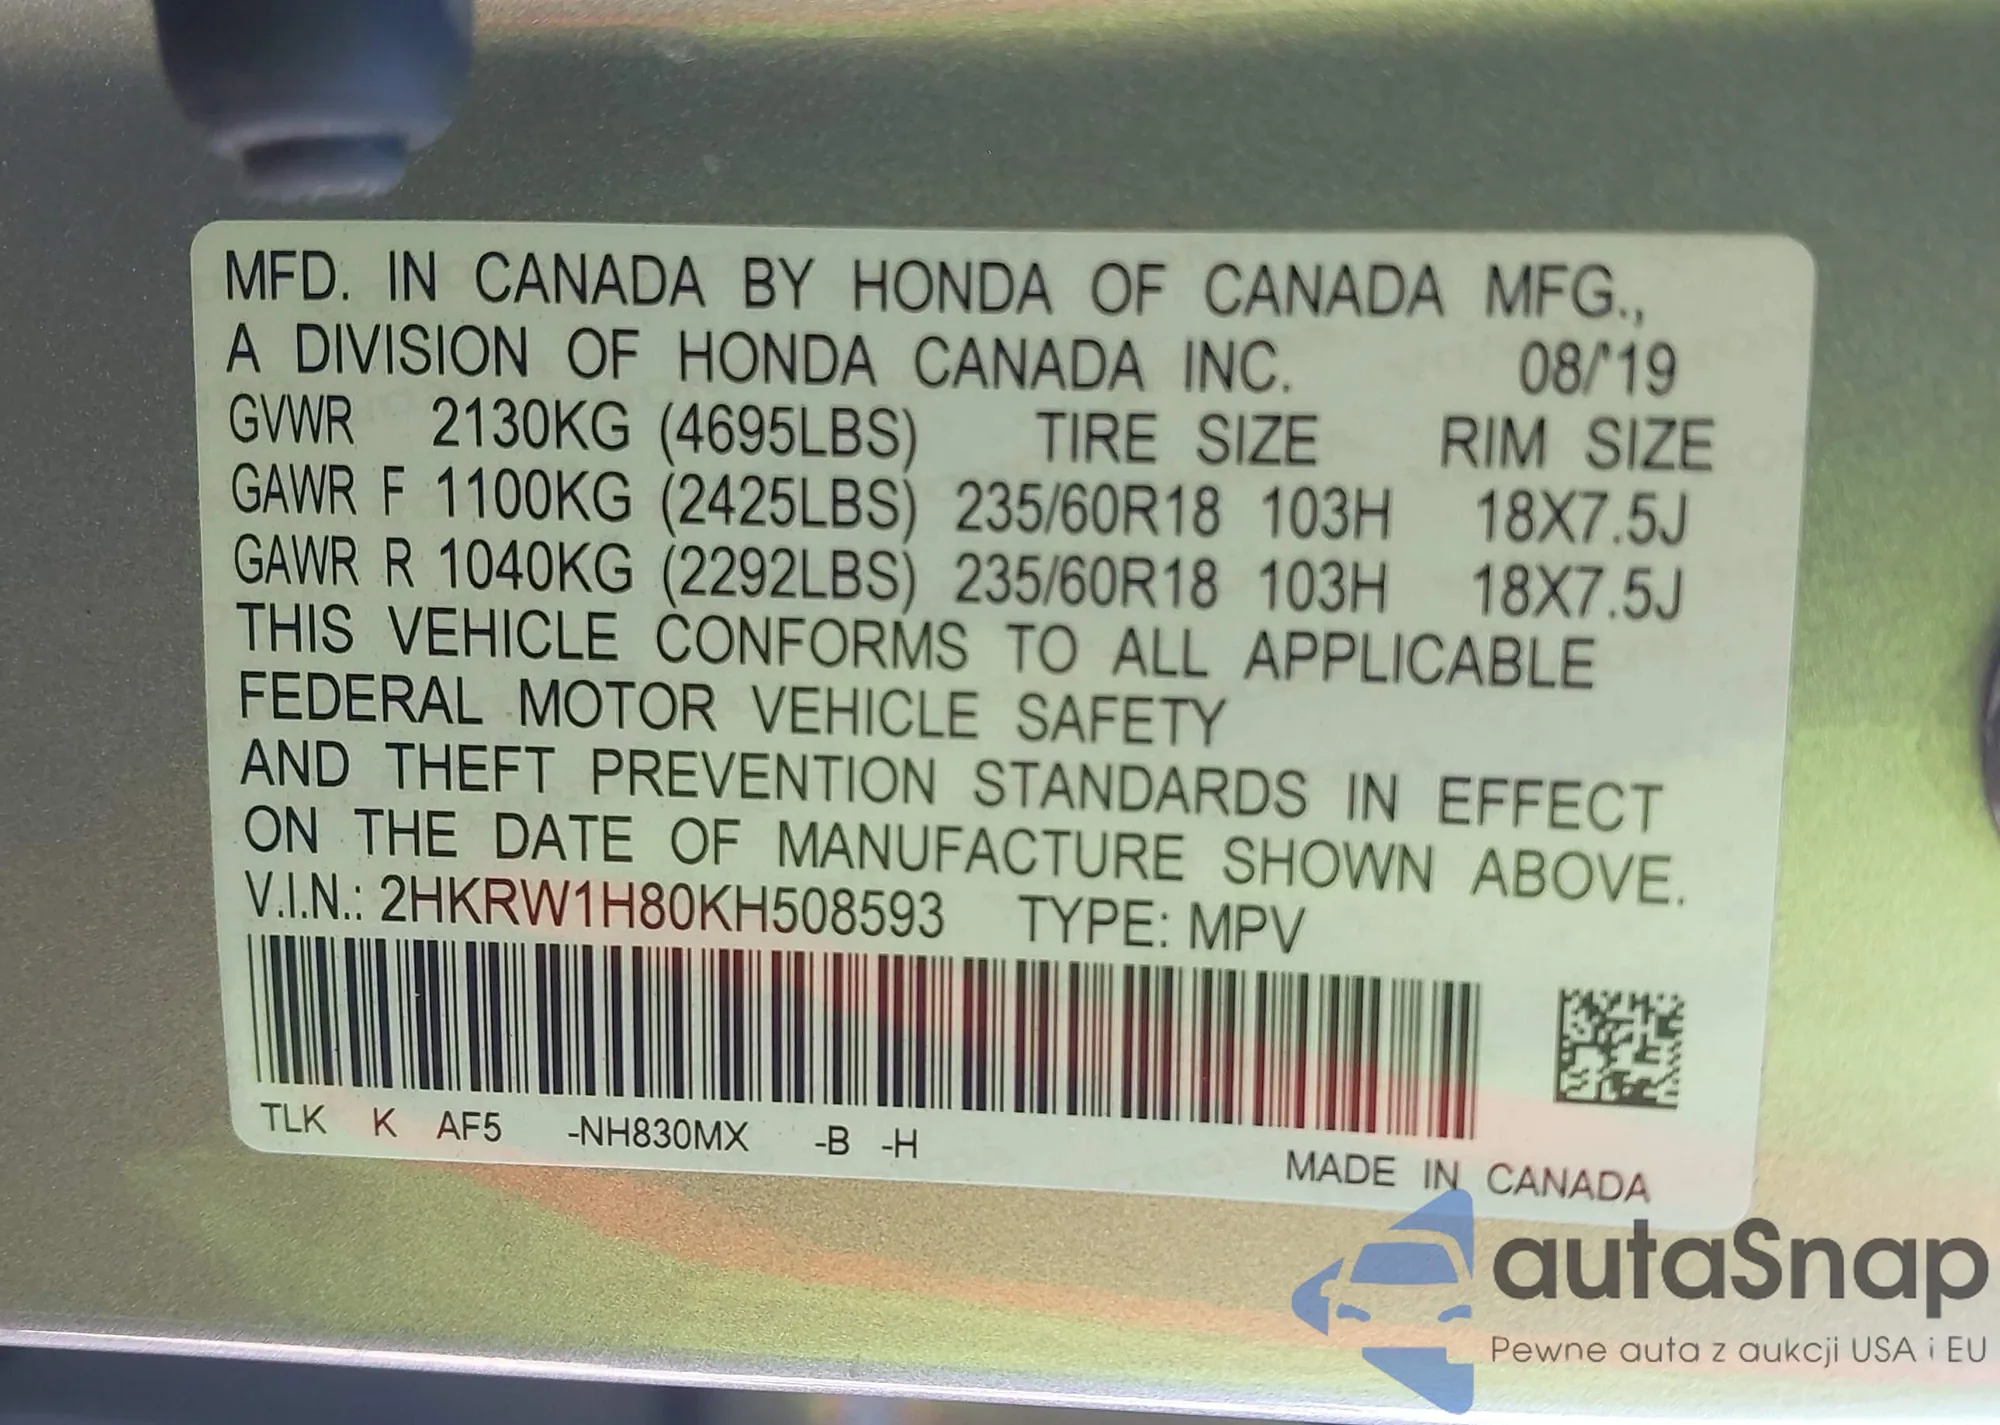 MFD. IN CANADA BY HONDA OF CANADA MFG.,
A DIVISION OF HONDA CANADA INC. 08/'19
GVWR 2130KG (4695LBS) TIRE SIZE RIM SIZE
GAWR F 1100KG (2425LBS) 235/60R18 103H 18X7.5J
GAWR R 1040KG (2292LBS) 235/60R18 103H 18X7.5J
THIS VEHICLE CONFORMS TO ALL APPLICABLE
FEDERAL MOTOR VEHICLE SAFETY
AND THEFT PREVENTION STANDARDS IN EFFECT
ON THE DATE OF MANUFACTURE SHOWN ABOVE.
V.I.N.: 2HKRW1H80KH508593 TYPE: MPV
TLK K AF5 -NH830MX -B -H
MADE IN CANADA
autaSnap
Pewne auta z aukcji USA i EU